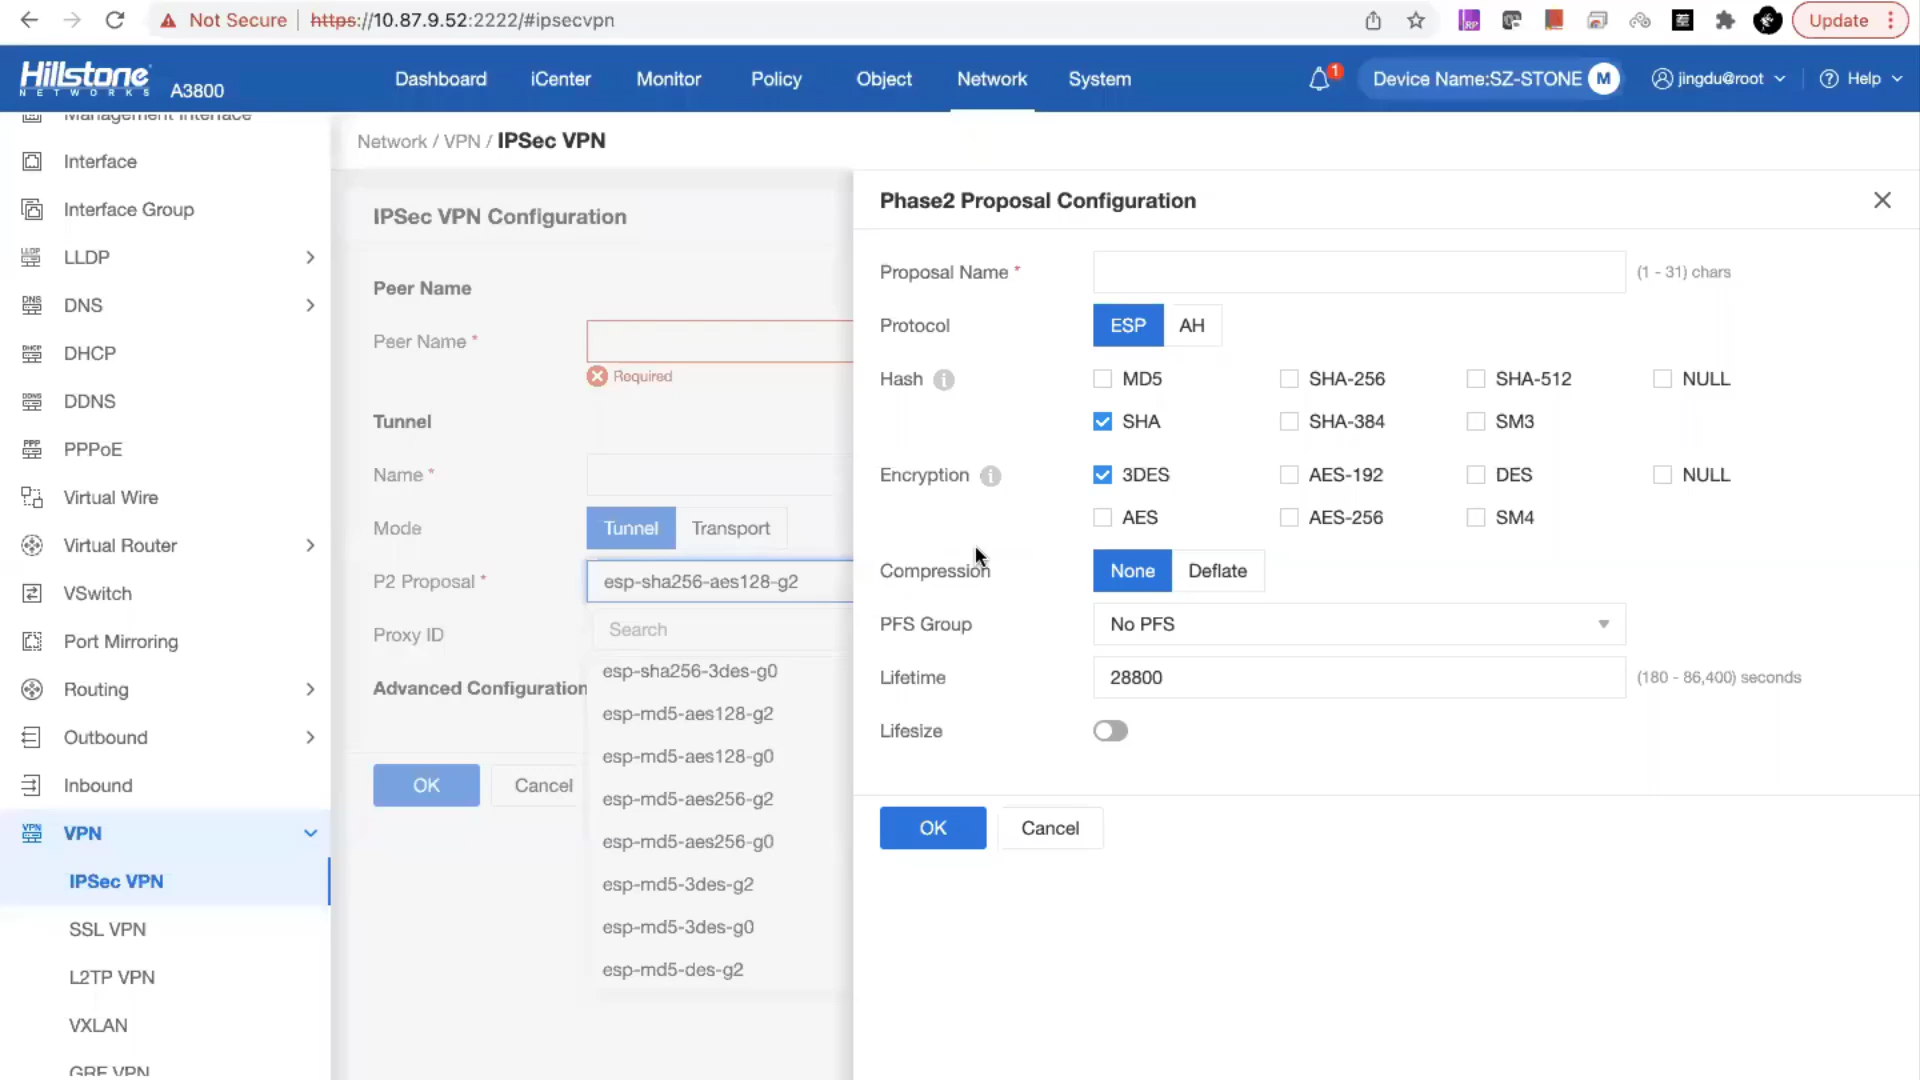 Not Secure
https://10.87.9.52:2222/#ipsecvpn
Update
Hillstone
NETWORKS
A3800
Dashboard
iCenter
Monitor
Policy
Object
Network
System
1
Device Name:SZ-STONE
M
jingdu@root
Help
Management Interface
Interface
Interface Group
LLDP
DNS
DHCP
DDNS
PPPoE
Virtual Wire
Virtual Router
VSwitch
Port Mirroring
Routing
Outbound
Inbound
VPN
IPSec VPN
SSL VPN
L2TP VPN
VXLAN
GRE VPN
Network / VPN / IPSec VPN
IPSec VPN Configuration
Peer Name
Peer Name *
Required
Tunnel
Name *
Mode
Tunnel
Transport
P2 Proposal *
esp-sha256-aes128-g2
Proxy ID
Search
esp-sha256-3des-g0
esp-md5-aes128-g2
esp-md5-aes128-g0
esp-md5-aes256-g2
esp-md5-aes256-g0
esp-md5-3des-g2
esp-md5-3des-g0
esp-md5-des-g2
Advanced Configuration
OK
Cancel
Phase2 Proposal Configuration
Proposal Name *
(1 - 31) chars
Protocol
ESP
AH
Hash
MD5
SHA-256
SHA-512
NULL
SHA
SHA-384
SM3
Encryption
3DES
AES-192
DES
NULL
AES
AES-256
SM4
Compression
None
Deflate
PFS Group
No PFS
Lifetime
28800
(180 - 86,400) seconds
Lifesize
OK
Cancel